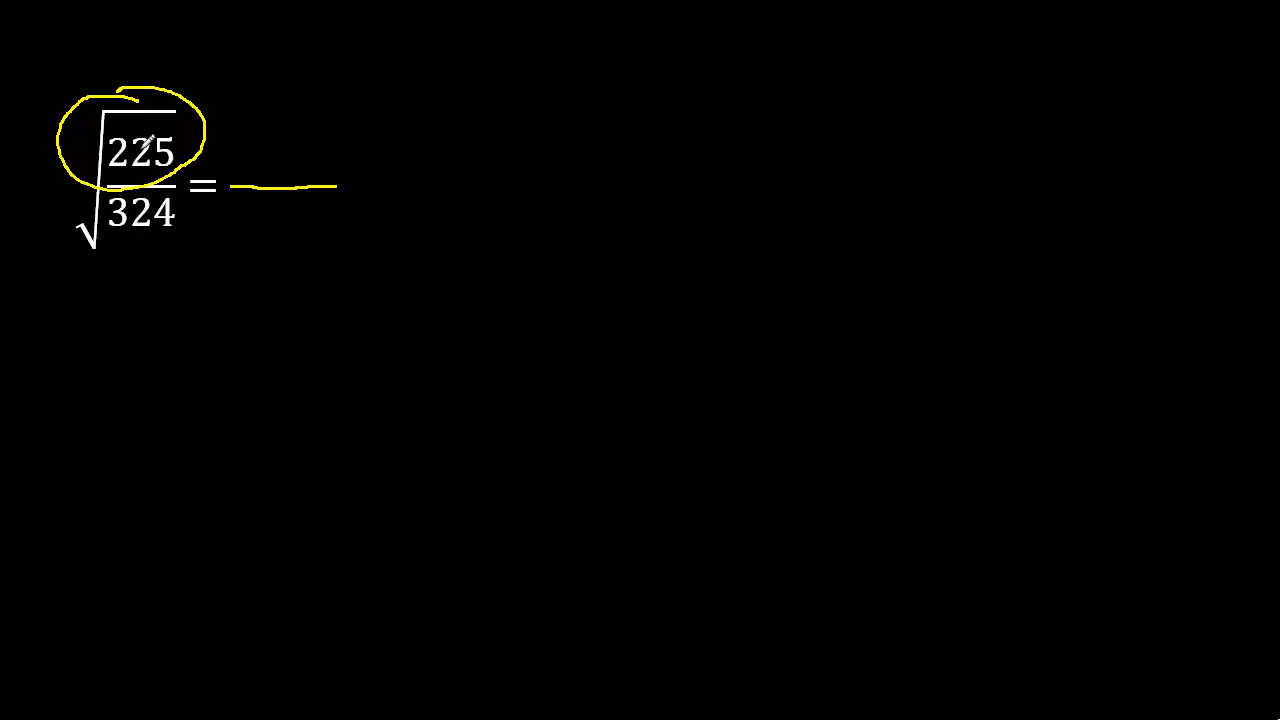 √(225/324) =